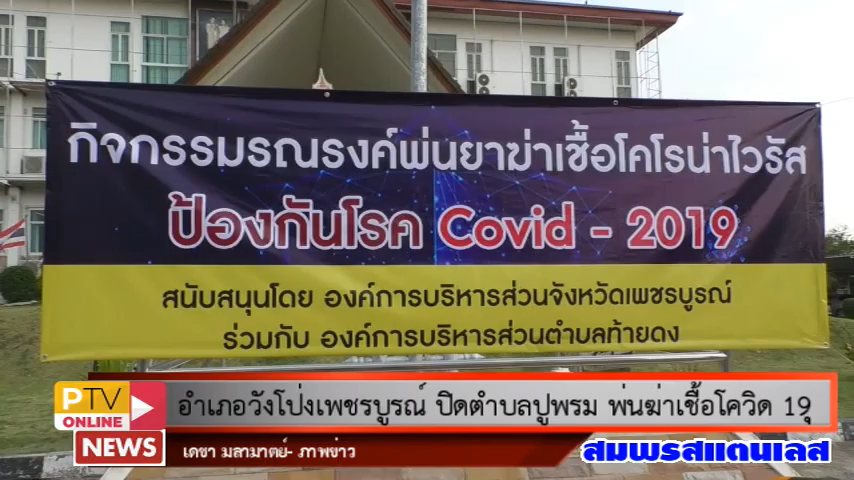 กิจกรรมรณรงค์พ่นยาฆ่าเชื้อโคโรน่าไวรัส
ป้องกันโรค Covid - 2019
สนับสนุนโดย องค์การบริหารส่วนจังหวัดเพชรบูรณ์
ร่วมกับ องค์การบริหารส่วนตำบลท้ายดง
PTV
ONLINE
NEWS
อำเภอวังโป่งเพชรบูรณ์ ปิดตำบลปูพรม พ่นฆ่าเชื้อโควิด 19ุ
เดชา มลามาตย์- ภาพข่าว
สมพรสแตนเลส